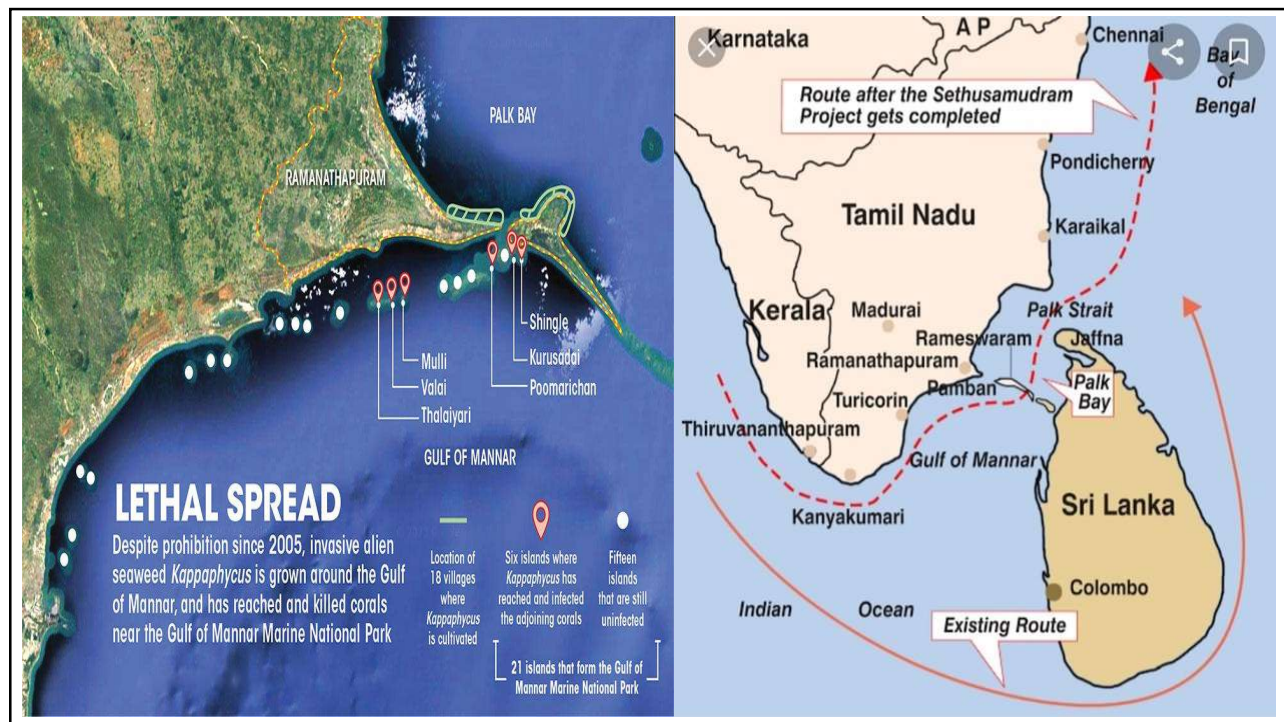 PALK BAY
RAMANATHAPURAM
Shingle
Kurusadai
Poomarichan
Mulli
Valai
Thalaiyari
GULF OF MANNAR
LETHAL SPREAD
Despite prohibition since 2005, invasive alien
seaweed Kappaphycus is grown around the Gulf
of Mannar, and has reached and killed corals
near the Gulf of Mannar Marine National Park
Location of
18 villages
where
Kappaphycus
is cultivated
Six islands where
Kappaphycus has
reached and infected
the adjoining corals
Fifteen
islands
that are still
uninfected
21 islands that form the Gulf of
Mannar Marine National Park
Karnataka
A P
Chennai
Bay
of
Bengal
Route after the Sethusamudram
Project gets completed
Pondicherry
Tamil Nadu
Karaikal
Kerala
Madurai
Palk Strait
Rameswaram
Jaffna
Ramanathapuram
Pamban
Palk
Bay
Turicorin
Thiruvananthapuram
Gulf of Mannar
Sri Lanka
Kanyakumari
Colombo
Indian
Ocean
Existing Route